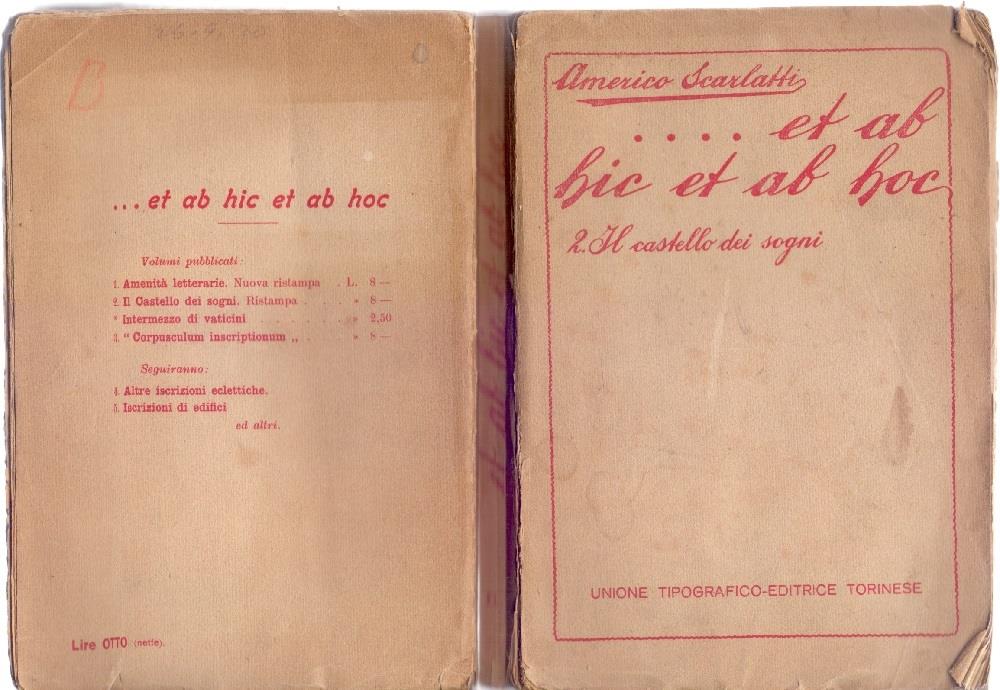 B
... et ab hic et ab hoc
Volumi pubblicati:
1. Amenità letterarie. Nuova ristampa . L. 8 —
2. Il Castello dei sogni. Ristampa . . . » 8 —
* Intermezzo di vaticini . . . . . » 2,50
3. “ Corpusculum inscriptionum „ . . . » 8 —
Seguiranno:
4. Altre iscrizioni eclettiche.
5. Iscrizioni di edifici
ed altri.
Lire OTTO (nette).
Americo Scarlatti
.... et ab
hic et ab hoc
2. Il castello dei sogni
UNIONE TIPOGRAFICO-EDITRICE TORINESE